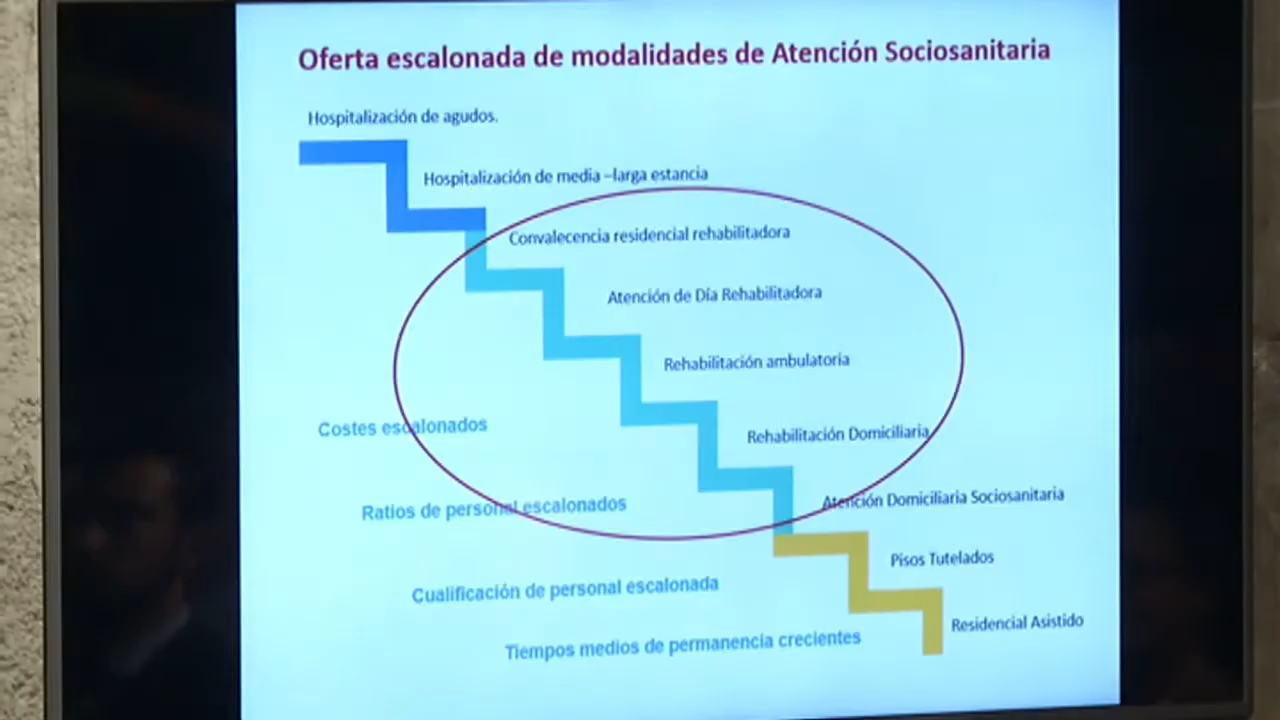 Oferta escalonada de modalidades de Atención Sociosanitaria
Hospitalización de agudos.
Hospitalización de media –larga estancia
Convalecencia residencial rehabilitadora
Atención de Día Rehabilitadora
Rehabilitación ambulatoria
Costes escalonados
Rehabilitación Domiciliaria
Ratios de personal escalonados
Atención Domiciliaria Sociosanitaria
Pisos Tutelados
Cualificación de personal escalonada
Residencial Asistido
Tiempos medios de permanencia crecientes